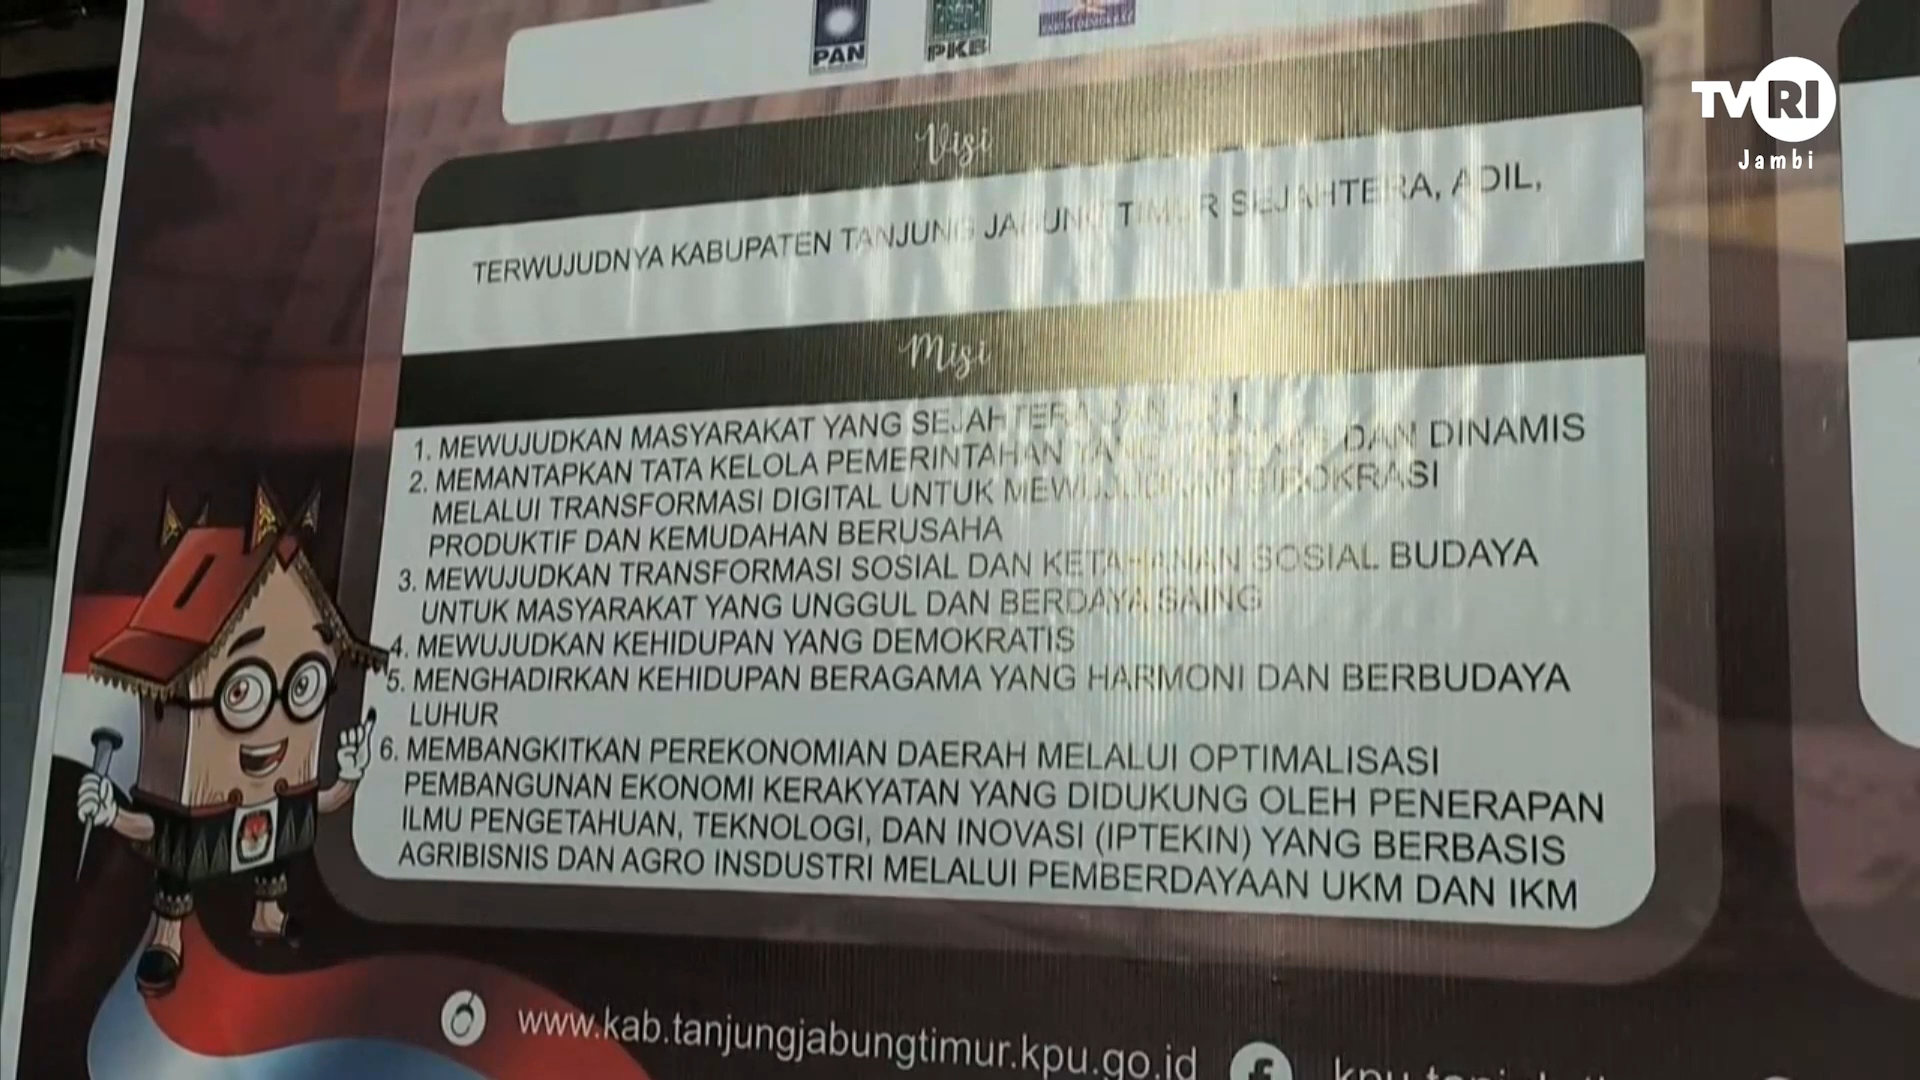 PAN
PKB
TVRI
Jambi
Visi
TERWUJUDNYA KABUPATEN TANJUNG JABUNG TIMUR SEJAHTERA, ADIL,
Misi
1. MEWUJUDKAN MASYARAKAT YANG SEJAHTERA DAN
2. MEMANTAPKAN TATA KELOLA PEMERINTAHAN YANG DAN DINAMIS
MELALUI TRANSFORMASI DIGITAL UNTUK MEWUJUDKAN BIROKRASI
PRODUKTIF DAN KEMUDAHAN BERUSAHA
3. MEWUJUDKAN TRANSFORMASI SOSIAL DAN KETAHANAN SOSIAL BUDAYA
UNTUK MASYARAKAT YANG UNGGUL DAN BERDAYA SAING
4. MEWUJUDKAN KEHIDUPAN YANG DEMOKRATIS
5. MENGHADIRKAN KEHIDUPAN BERAGAMA YANG HARMONI DAN BERBUDAYA
LUHUR
6. MEMBANGKITKAN PEREKONOMIAN DAERAH MELALUI OPTIMALISASI
PEMBANGUNAN EKONOMI KERAKYATAN YANG DIDUKUNG OLEH PENERAPAN
ILMU PENGETAHUAN, TEKNOLOGI, DAN INOVASI (IPTEKIN) YANG BERBASIS
AGRIBISNIS DAN AGRO INSDUSTRI MELALUI PEMBERDAYAAN UKM DAN IKM
www.kab.tanjungjabungtimur.kpu.go.id